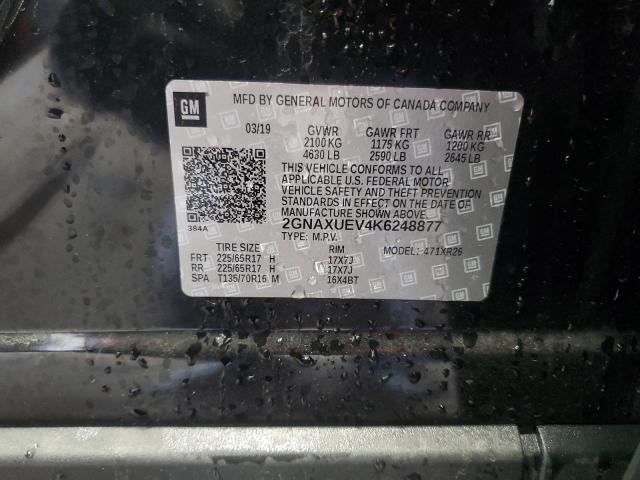 GM
MFD BY GENERAL MOTORS OF CANADA COMPANY
03/19 GVWR GAWR FRT GAWR RR
2100 KG 1175 KG 1200 KG
4630 LB 2590 LB 2645 LB
THIS VEHICLE CONFORMS TO ALL
APPLICABLE U.S. FEDERAL MOTOR
VEHICLE SAFETY AND THEFT PREVENTION
STANDARDS IN EFFECT ON THE DATE OF
MANUFACTURE SHOWN ABOVE.
384A
2GNAXUEV4K6248877
TYPE: M.P.V. MODEL: 471XR26
TIRE SIZE RIM
FRT 225/65R17 H 17X7J
RR 225/65R17 H 17X7J
SPA T135/70R16 M 16X4BT